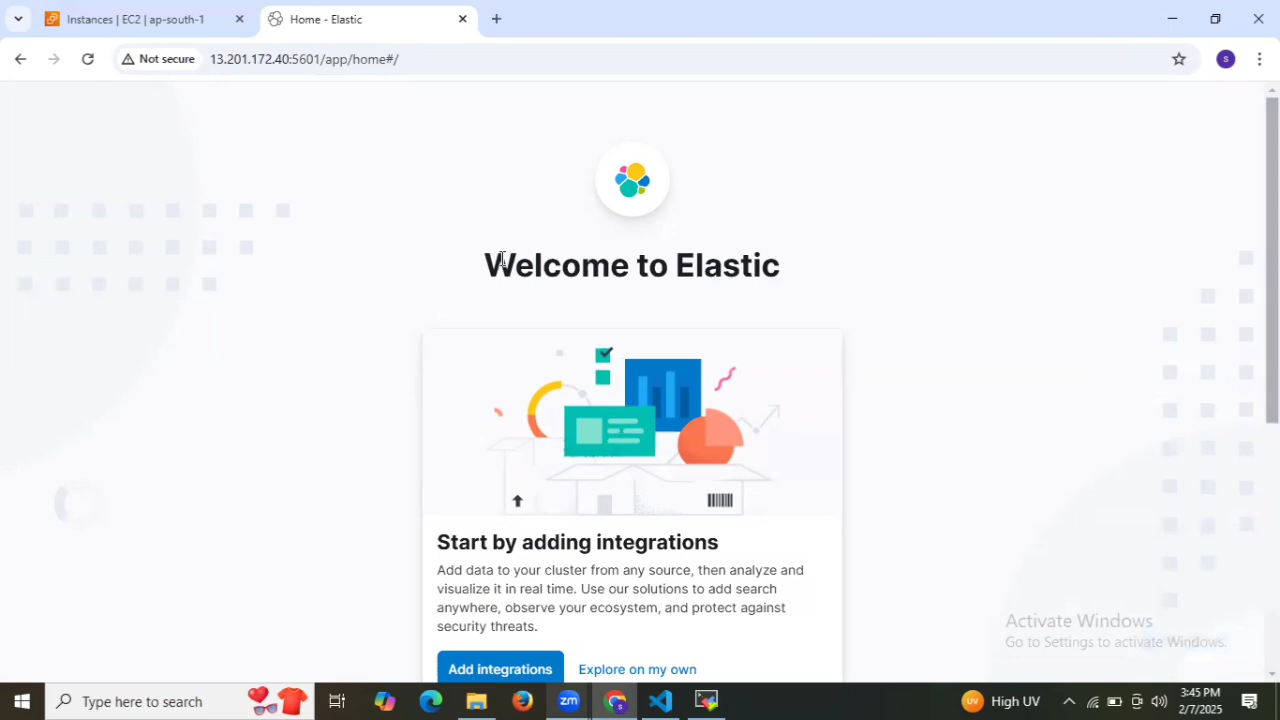 Instances | EC2 | ap-south-1
Home - Elastic
Not secure
13.201.172.40:5601/app/home#/
s
Welcome to Elastic
Start by adding integrations
Add data to your cluster from any source, then analyze and
visualize it in real time. Use our solutions to add search
anywhere, observe your ecosystem, and protect against
security threats.
Add integrations
Explore on my own
Activate Windows
Go to Settings to activate Windows.
Type here to search
zm
s
UV
High UV
3:45 PM
2/7/2025